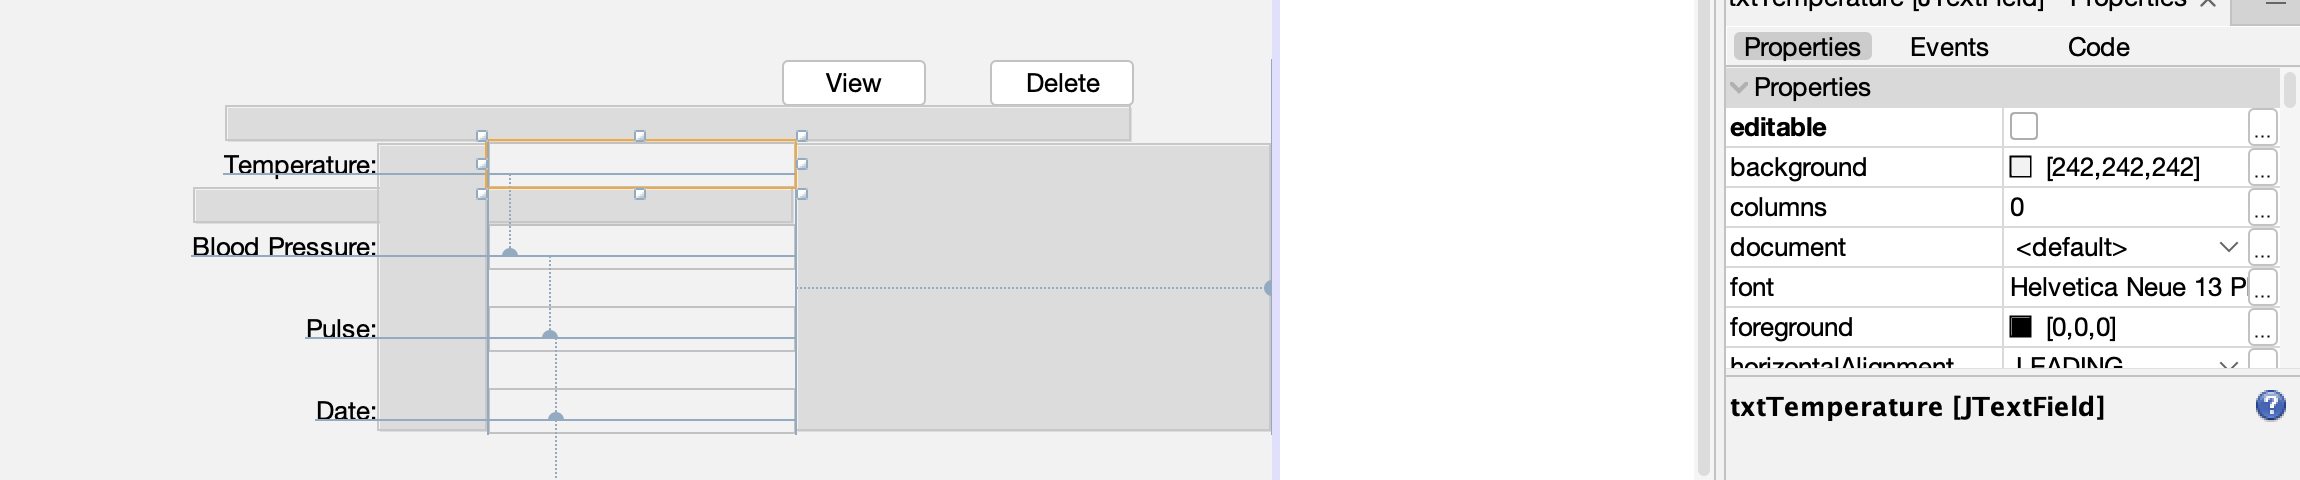 View Delete
Temperature:
Blood Pressure:
Pulse:
Date:
txtTemperature [JTextField] - Properties
Properties Events Code
Properties
editable ...
background [242,242,242] ...
columns 0 ...
document <default> ...
font Helvetica Neue 13 P ...
foreground [0,0,0] ...
horizontalAlignment LEADING
txtTemperature [JTextField]
?